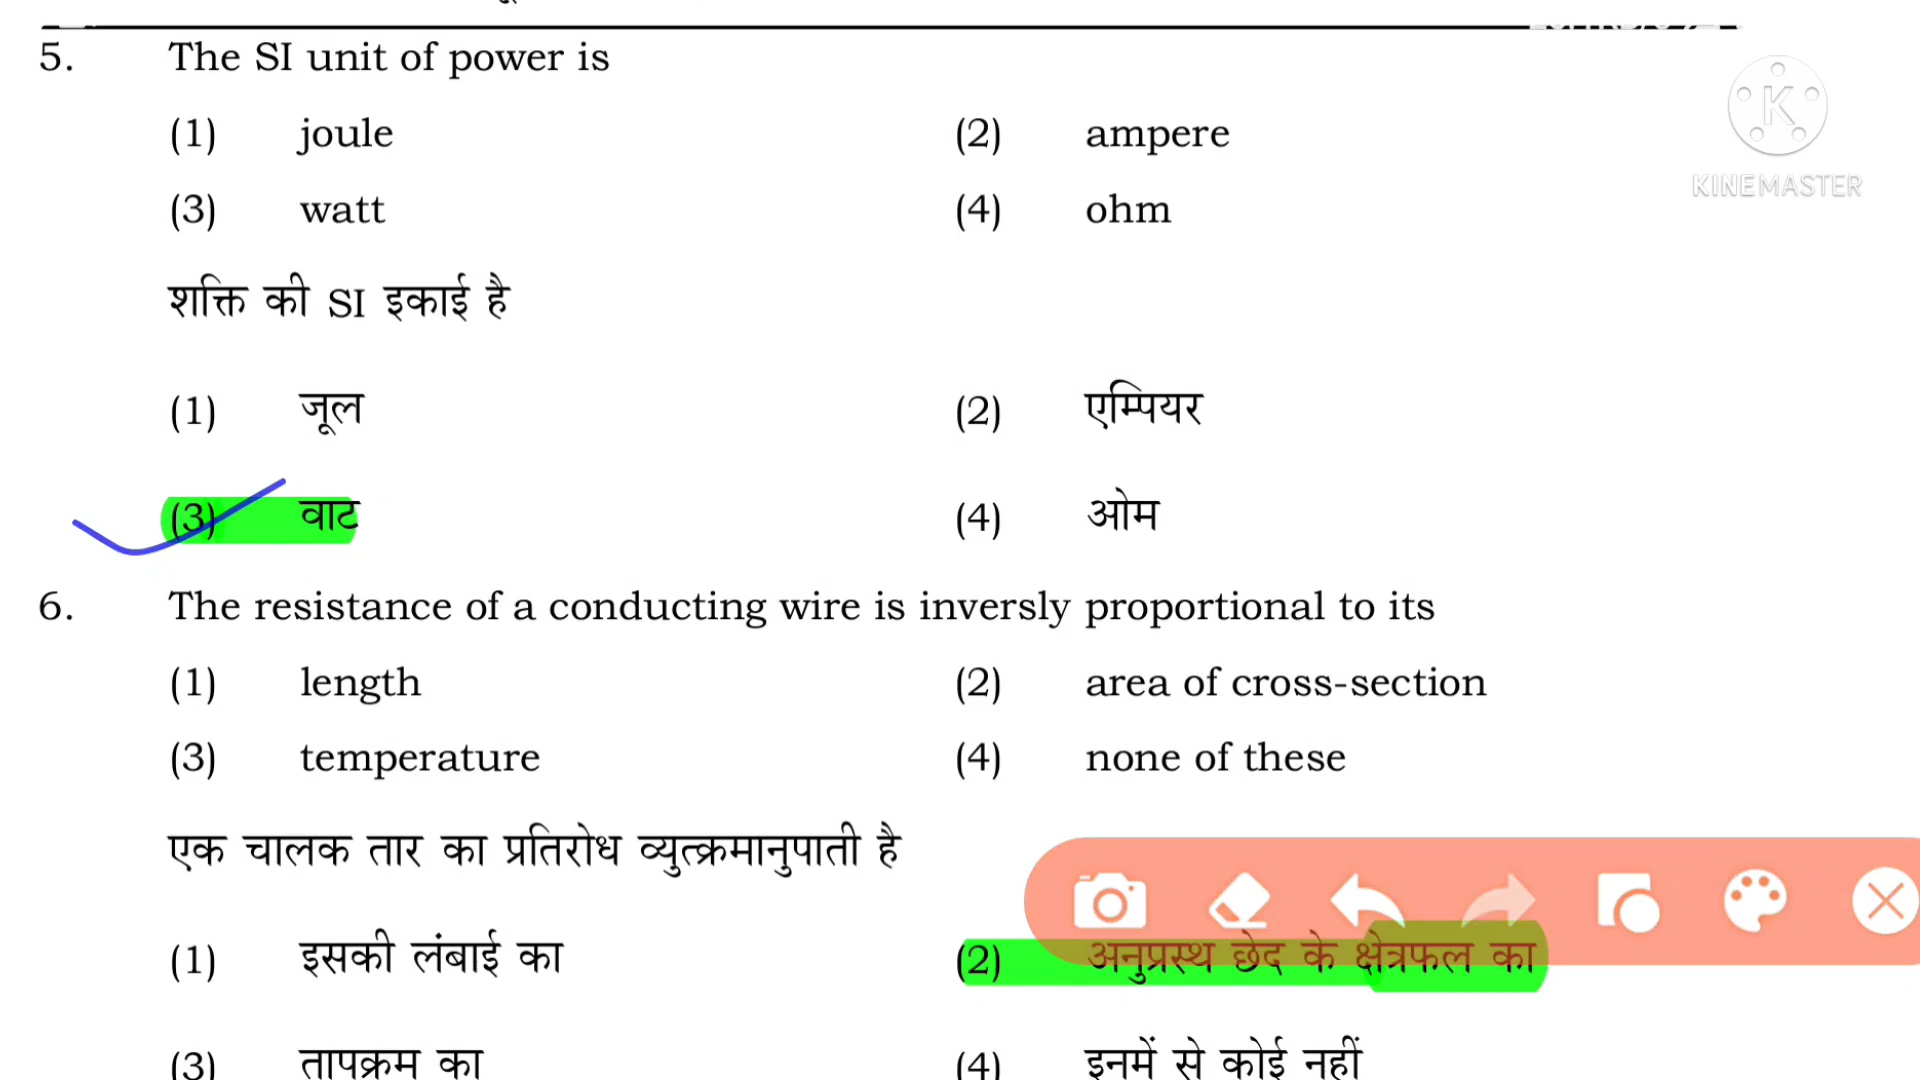 5. The SI unit of power is
(1) joule (2) ampere
(3) watt (4) ohm
KINEMASTER
शक्ति की SI इकाई है
(1) जूल (2) एम्पियर
(3) वाट (4) ओम
6. The resistance of a conducting wire is inversly proportional to its
(1) length (2) area of cross-section
(3) temperature (4) none of these
एक चालक तार का प्रतिरोध व्युत्क्रमानुपाती है
(1) इसकी लंबाई का (2) अनुप्रस्थ छेद के क्षेत्रफल का
(3) तापक्रम का (4) इनमें से कोई नहीं